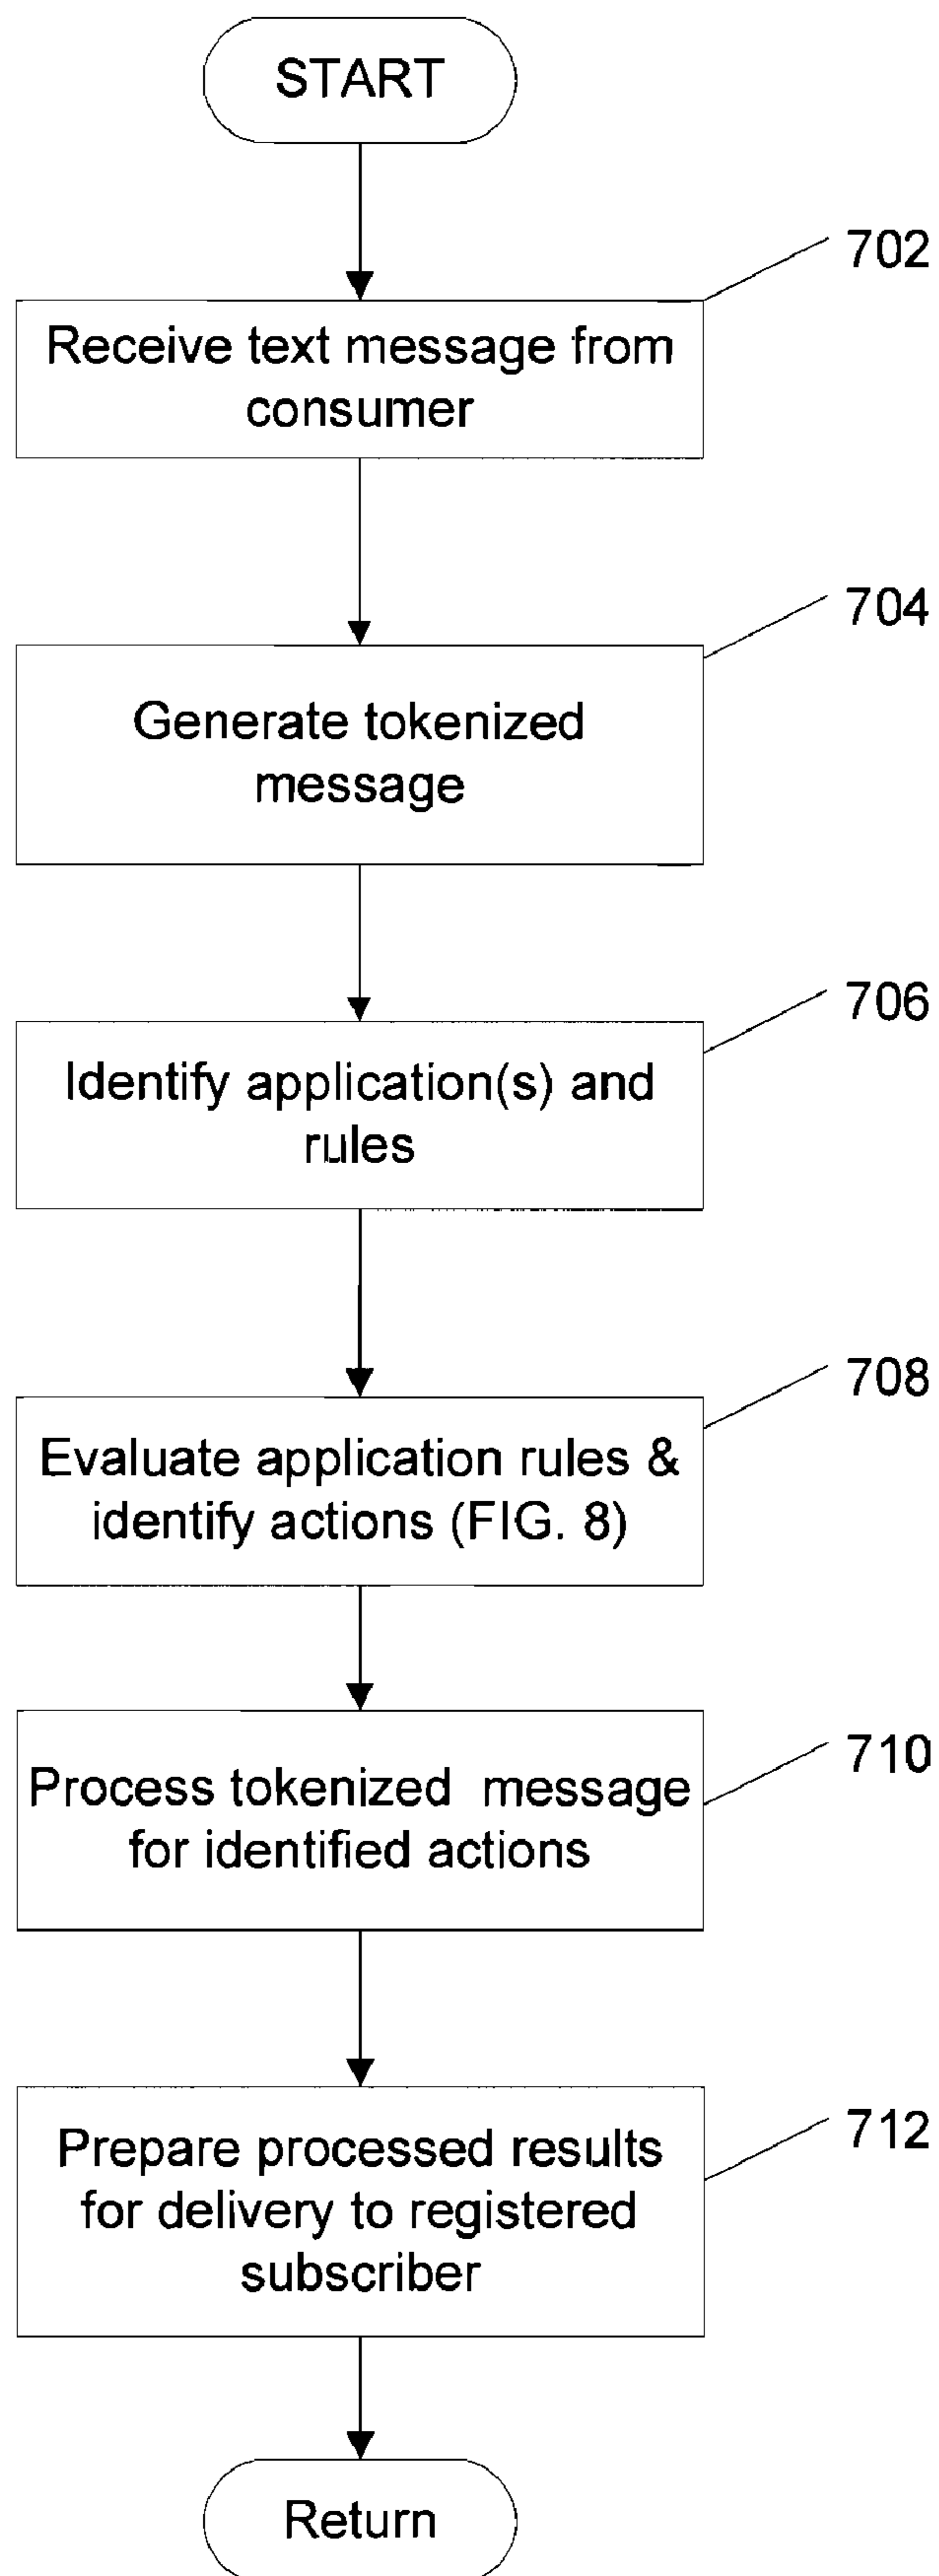 START
702
Receive text message from
consumer
704
Generate tokenized
message
706
Identify application(s) and
rules
708
Evaluate application rules &
identify actions (FIG. 8)
710
Process tokenized message
for identified actions
712
Prepare processed results
for delivery to registered
subscriber
Return